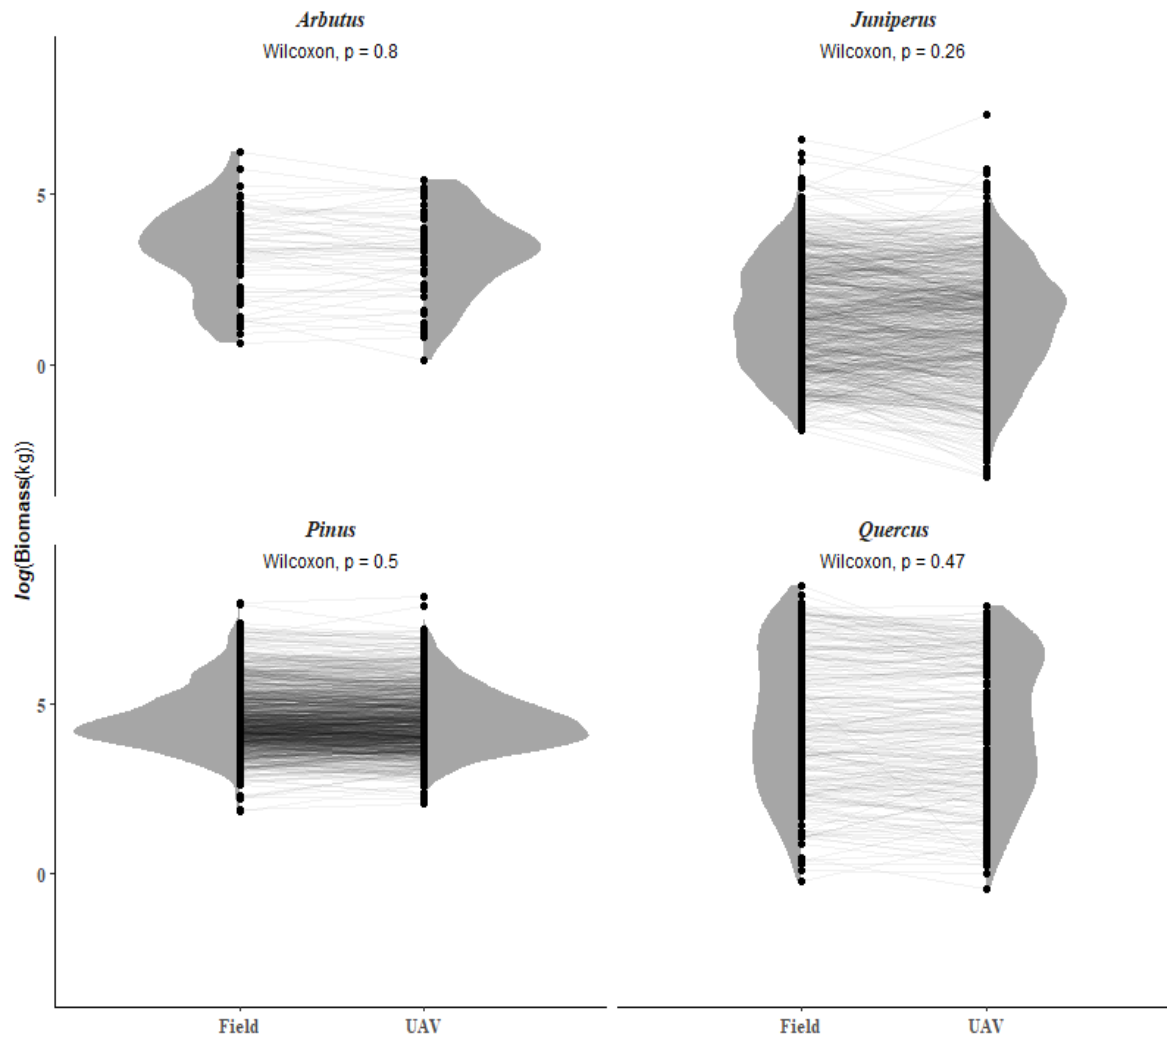 Arbutus
Wilcoxon, p = 0.8
Juniperus
Wilcoxon, p = 0.26
5
0
log(Biomass(kg))
Pinus
Wilcoxon, p = 0.5
Quercus
Wilcoxon, p = 0.47
5
0
Field
UAV
Field
UAV